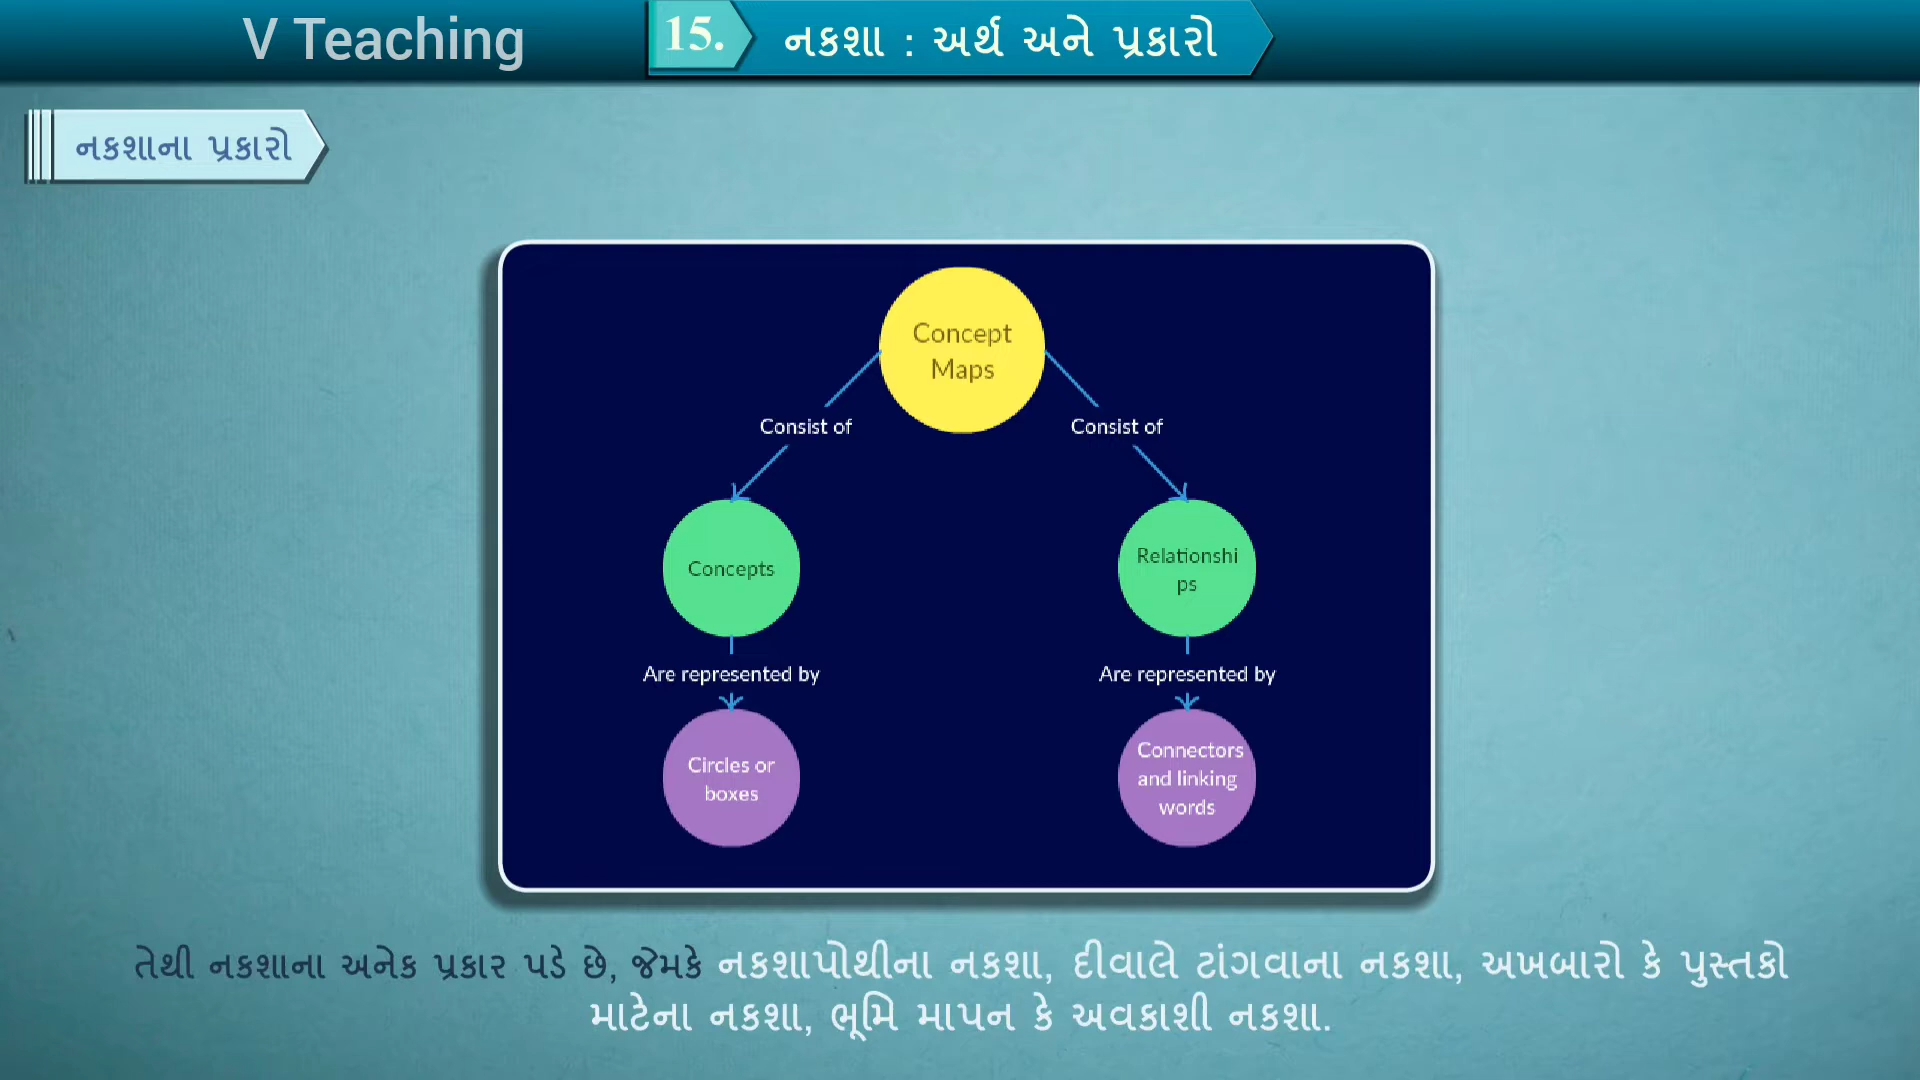 V Teaching
15.
નકશા : અર્થ અને પ્રકારો
નકશાના પ્રકારો
Concept
Maps
Consist of
Consist of
Concepts
Relationshi
ps
Are represented by
Are represented by
Circles or
boxes
Connectors
and linking
words
તેથી નકશાના અનેક પ્રકાર પડે છે, જેમકે નકશાપોથીના નકશા, દીવાલે ટાંગવાના નકશા, અખબારો કે પુસ્તકો
માટેના નકશા, ભૂમિ માપન કે અવકાશી નકશા.